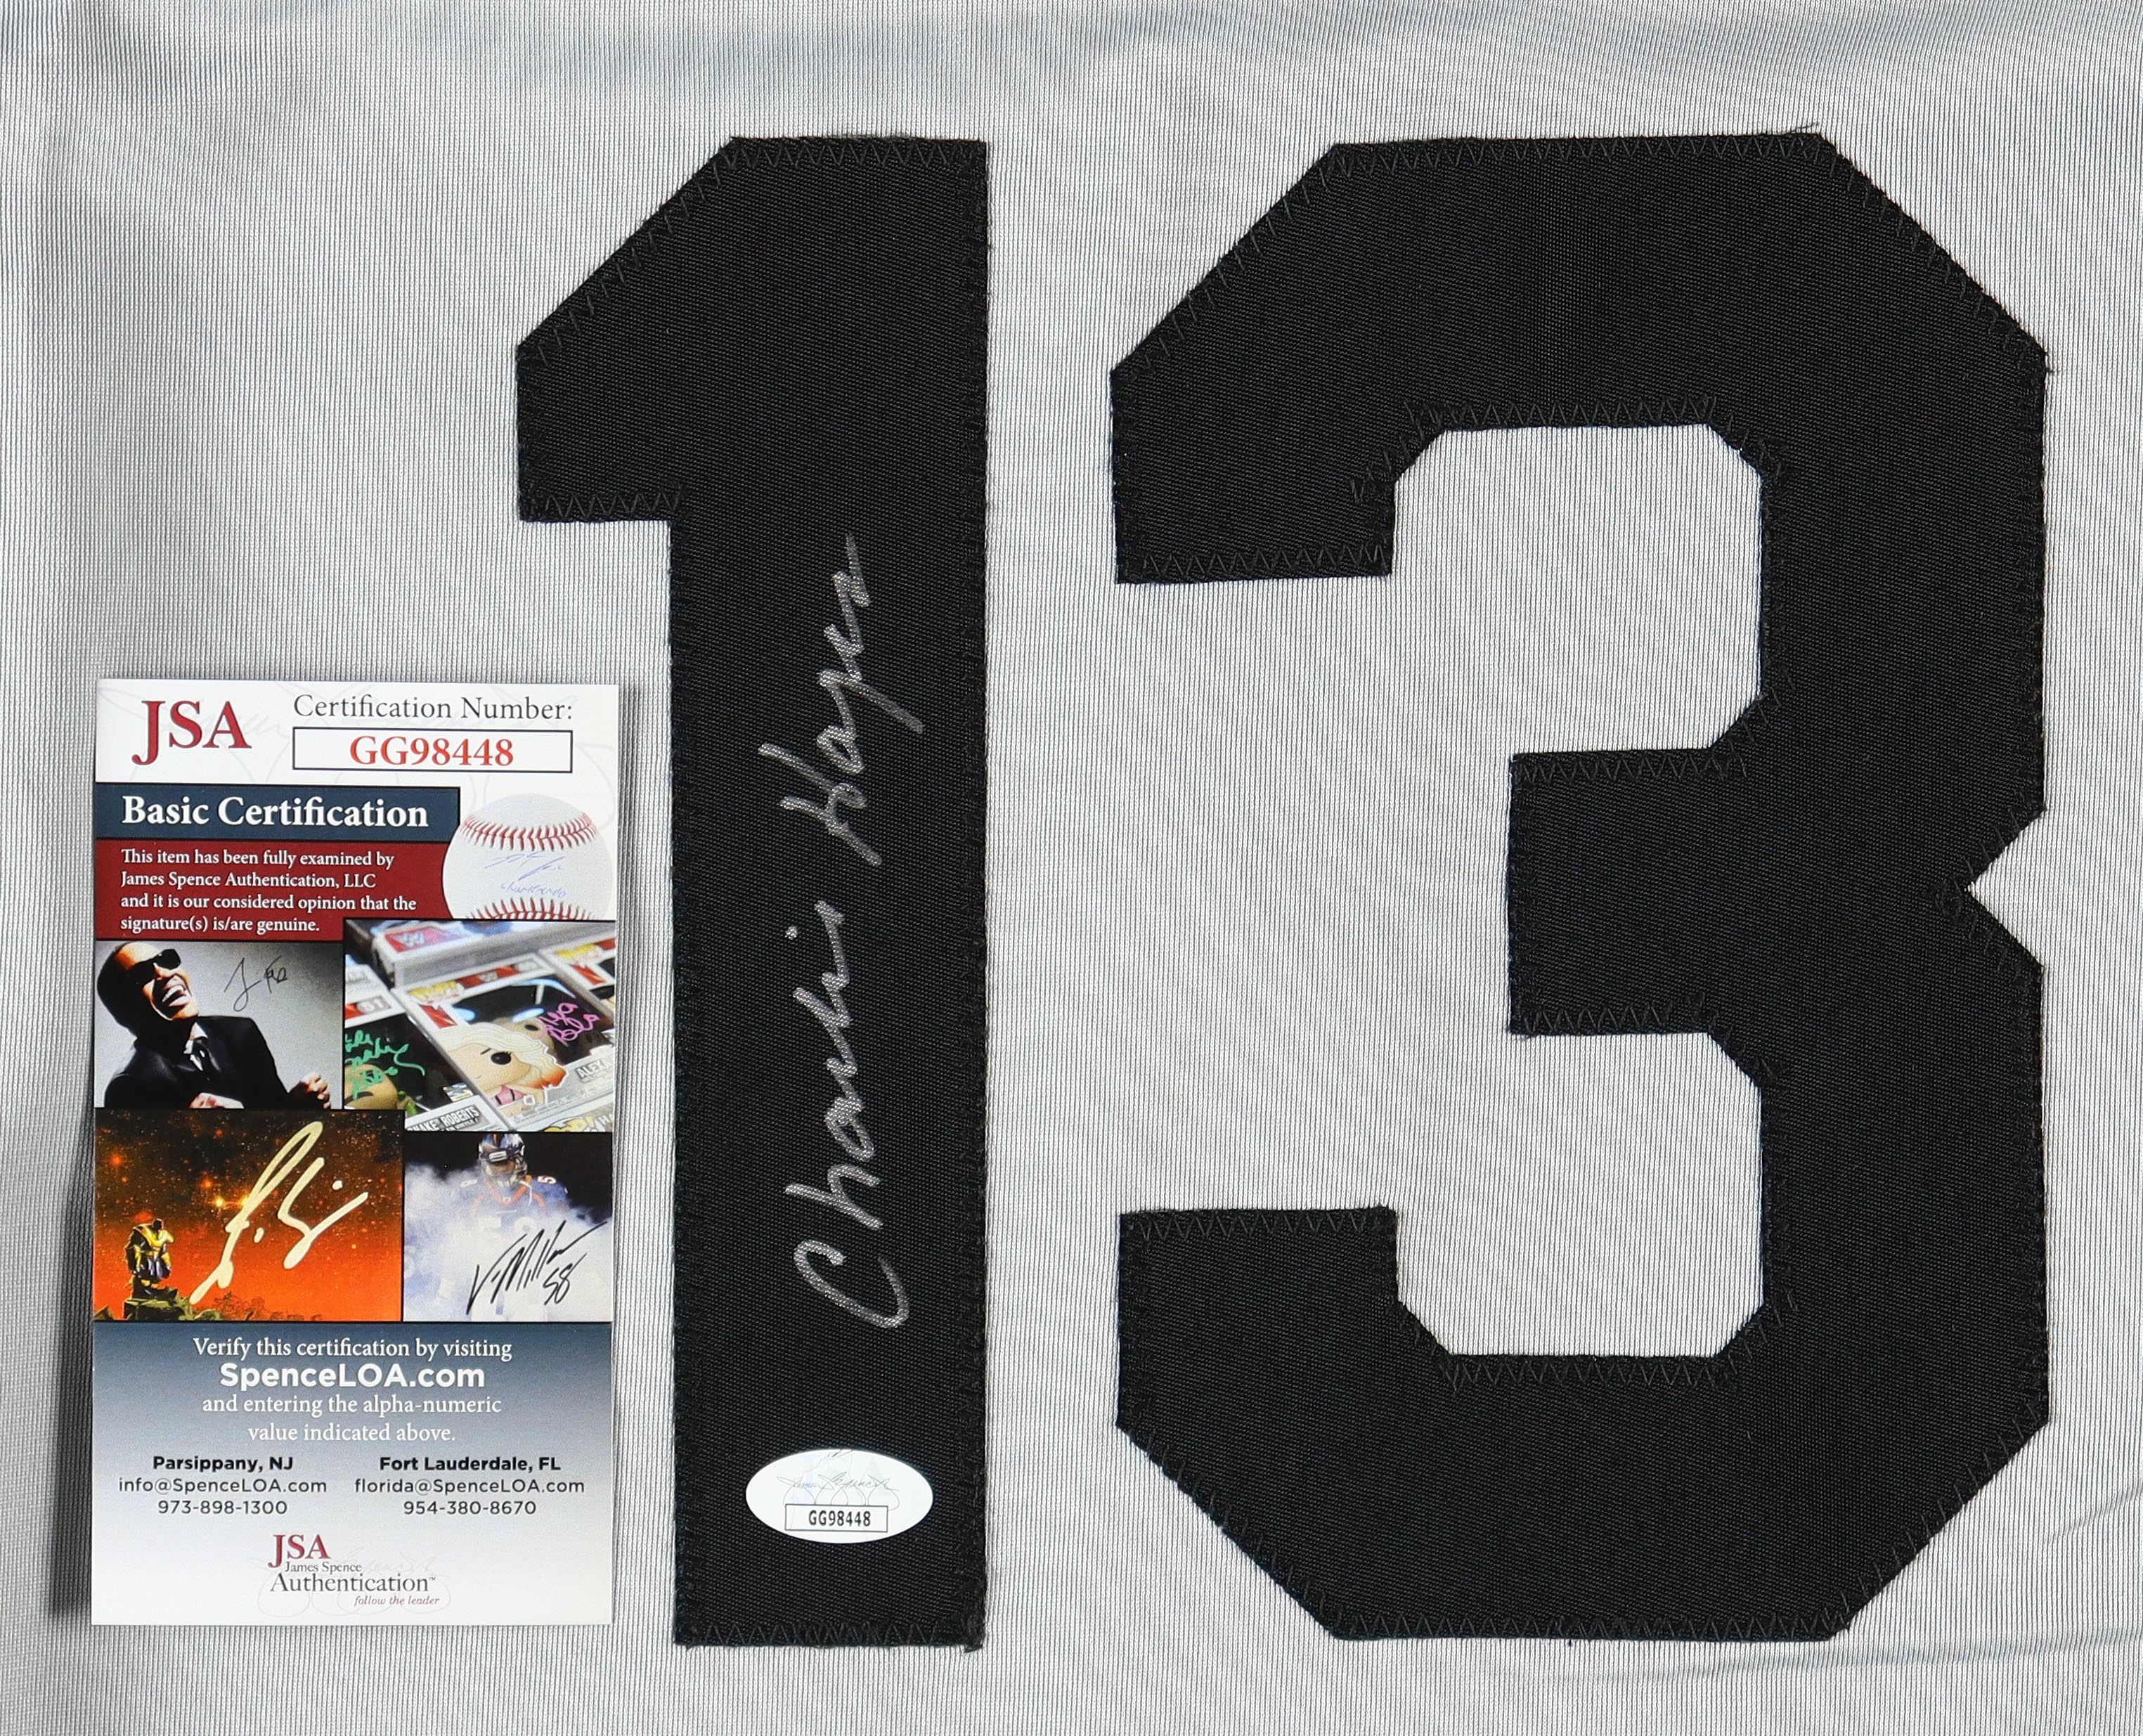 13
Charlie Hayes
JSA
Certification Number:
GG98448
Basic Certification
This item has been fully examined by
James Spence Authentication, LLC
and it is our considered opinion that the
signature(s) is/are genuine.
Verify this certification by visiting
SpenceLOA.com
and entering the alpha-numeric
value indicated above.
Parsippany, NJ
info@SpenceLOA.com
973-898-1300
Fort Lauderdale, FL
florida@SpenceLOA.com
954-380-8670
JSA
James Spence
Authentication™
follow the leader
GG98448